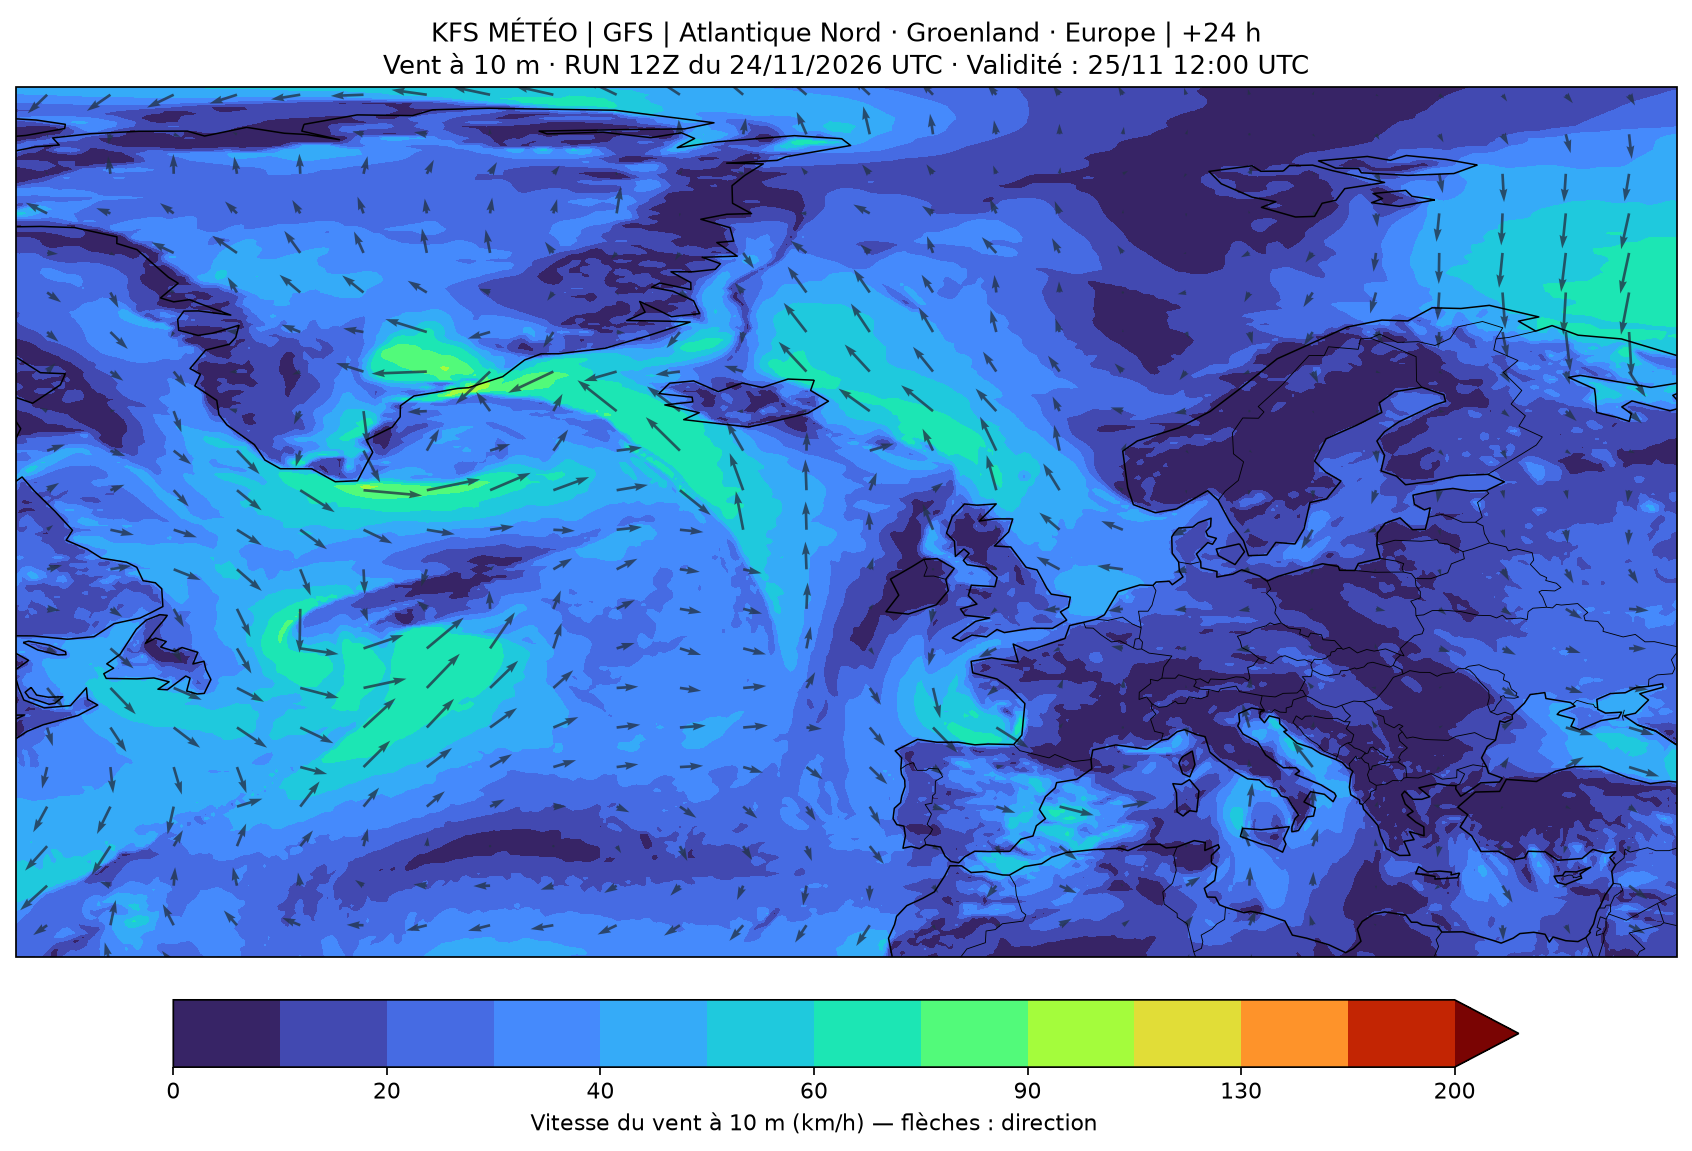 KFS MÉTÉO | GFS | Atlantique Nord · Groenland · Europe | +24 h
Vent à 10 m · RUN 12Z du 24/11/2026 UTC · Validité : 25/11 12:00 UTC
0 20 40 60 90 130 200
Vitesse du vent à 10 m (km/h) — flèches : direction